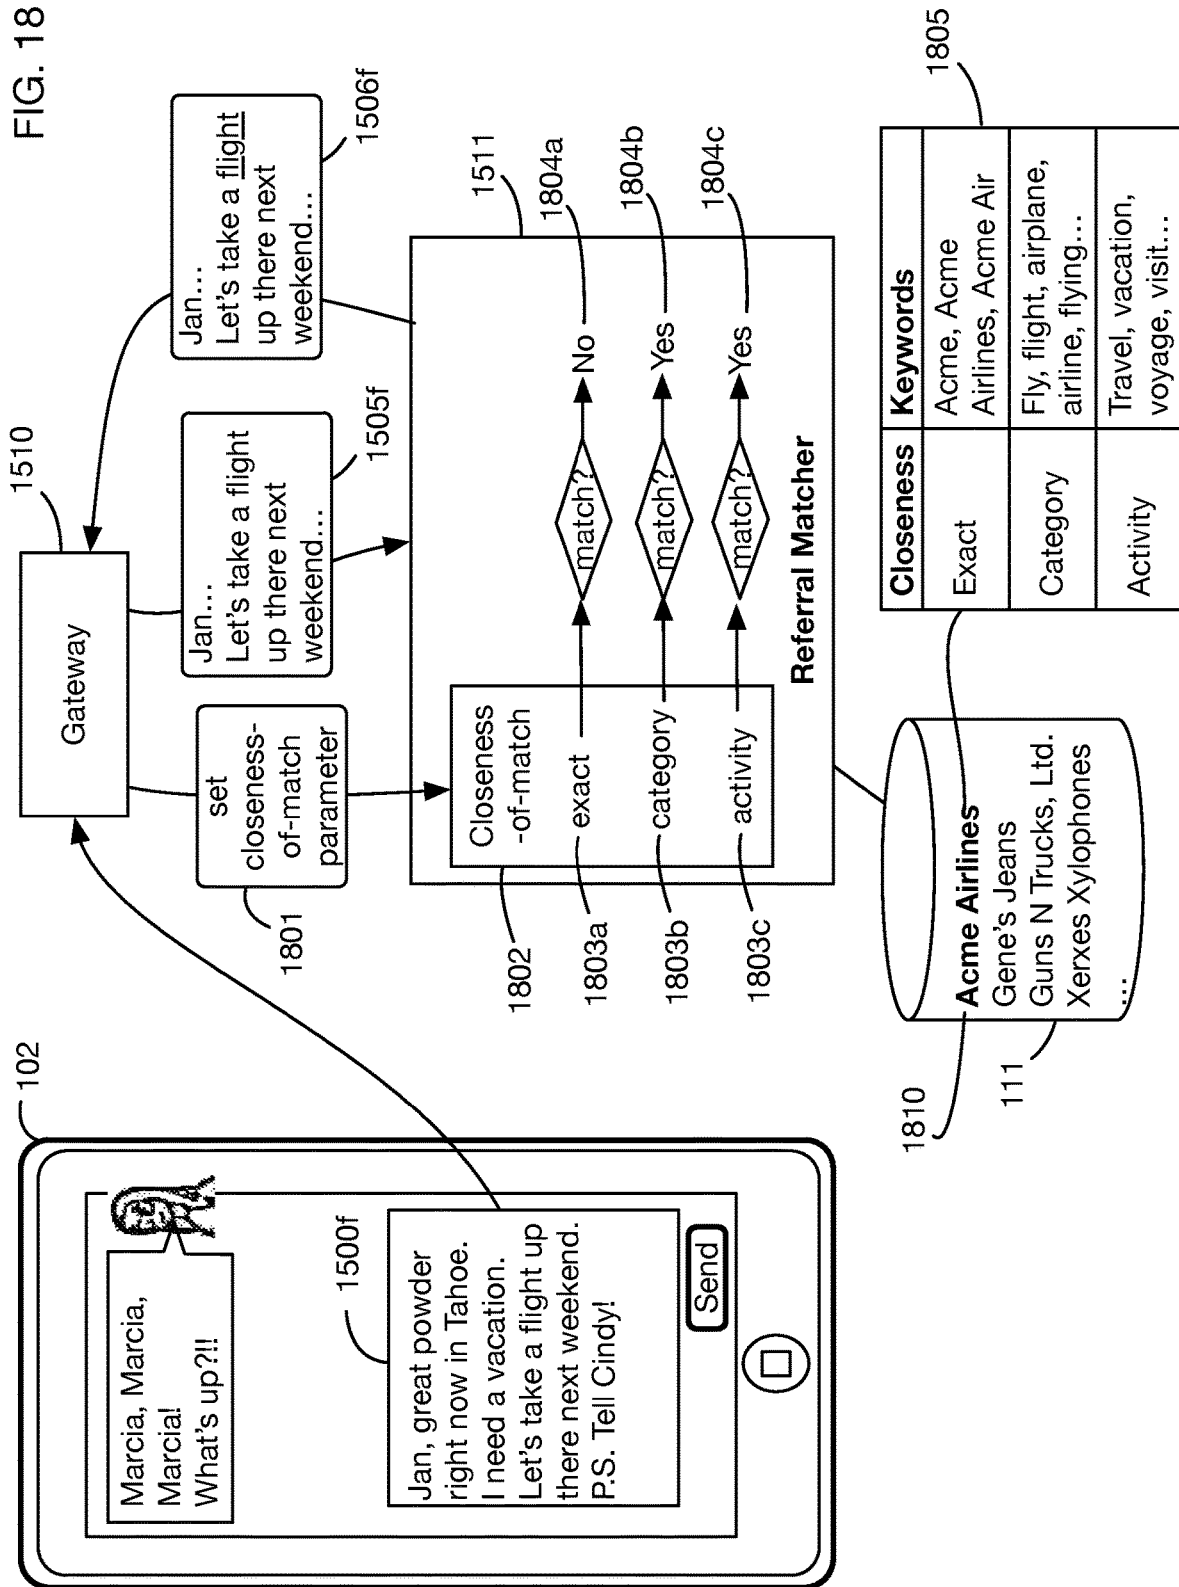 FIG. 18
102
Marcia, Marcia,
Marcia!
What's up?!!
1500f
Jan, great powder
right now in Tahoe.
I need a vacation.
Let's take a flight up
there next weekend.
P.S. Tell Cindy!
Send
1510
Gateway
1801
set
closeness-
of-match
parameter
Jan...
Let's take a flight
up there next
weekend...
1505f
Jan...
Let's take a flight
up there next
weekend...
1506f
1511
1802
Closeness
-of-match
1803a
exact
match?
No
1804a
1803b
category
match?
Yes
1804b
1803c
activity
match?
Yes
1804c
Referral Matcher
1810
111
Acme Airlines
Gene's Jeans
Guns N Trucks, Ltd.
Xerxes Xylophones
...
1805
Closeness
Keywords
Exact
Acme, Acme
Airlines, Acme Air
Category
Fly, flight, airplane,
airline, flying...
Activity
Travel, vacation,
voyage, visit...